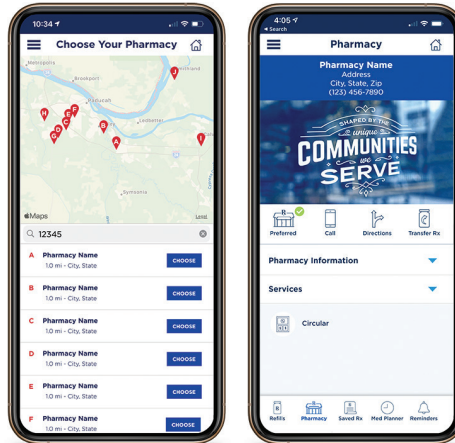 10:34
Choose Your Pharmacy
Metropolis
Brookport
Paducah
Ledbetter
Smithland
Symsonia
J
H
F
E
C
D
G
B
A
I
Maps
Legal
12345
A Pharmacy Name CHOOSE
1.0 mi - City, State
B Pharmacy Name CHOOSE
1.0 mi - City, State
C Pharmacy Name CHOOSE
1.0 mi - City, State
D Pharmacy Name CHOOSE
1.0 mi - City, State
E Pharmacy Name CHOOSE
1.0 mi - City, State
F Pharmacy Name CHOOSE
1.0 mi - City, State
4:05
Search
Pharmacy
Pharmacy Name
Address
City, State, Zip
(123) 456-7890
SHAPED BY THE
unique
COMMUNITIES
we
SERVE
Preferred Call Directions Transfer Rx
Pharmacy Information
Services
Circular
Refills Pharmacy Saved Rx Med Planner Reminders